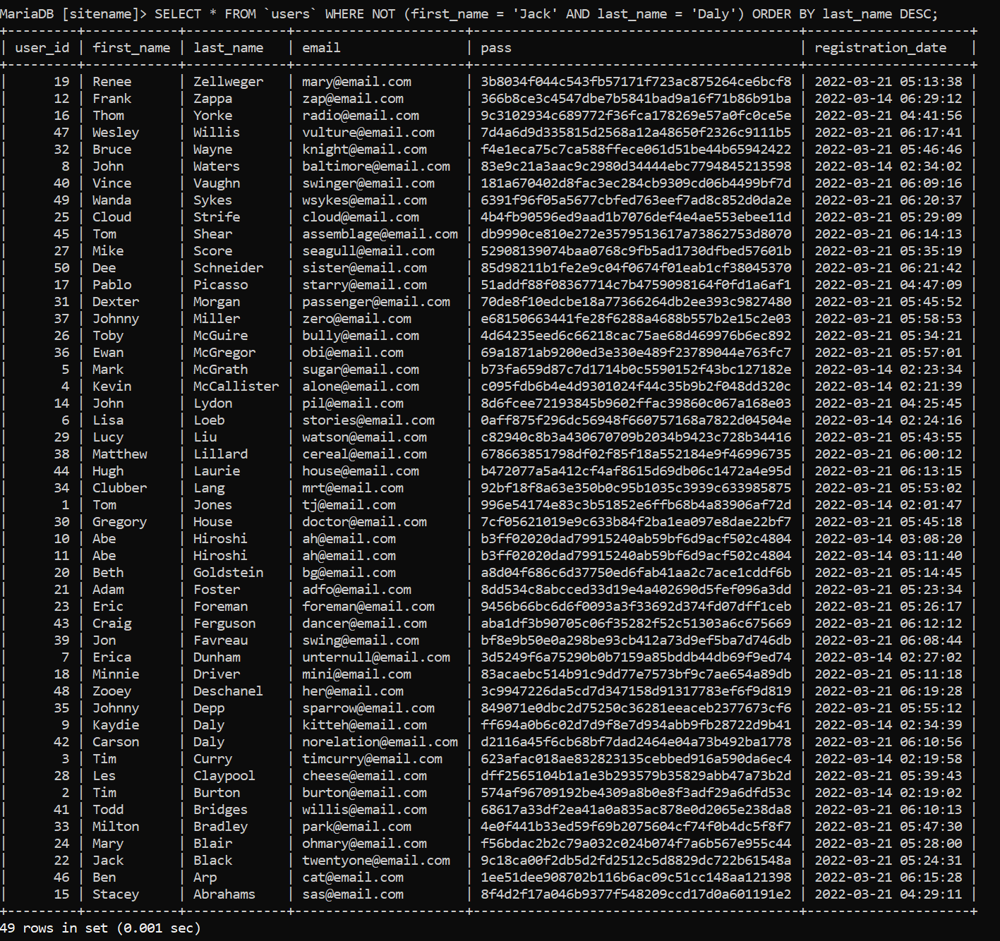 MariaDB [sitename]> SELECT * FROM `users` WHERE NOT (first_name = 'Jack' AND last_name = 'Daly') ORDER BY last_name DESC;
+---------+------------+-------------+----------------------+------------------------------------------+---------------------+
| user_id | first_name | last_name   | email                | pass                                     | registration_date   |
+---------+------------+-------------+----------------------+------------------------------------------+---------------------+
|      19 | Renee      | Zellweger   | mary@email.com       | 3b8034f044c543fb57171f723ac875264ce6bcf8 | 2022-03-21 05:13:38 |
|      12 | Frank      | Zappa       | zap@email.com        | 366b8ce3c4547dbe7b5841bad9a16f71b86b91ba | 2022-03-14 06:29:12 |
|      16 | Thom       | Yorke       | radio@email.com      | 9c3102934c689772f36fca178269e57a0fc0ce5e | 2022-03-21 04:41:56 |
|      47 | Wesley     | Willis      | vulture@email.com    | 7d4a6d9d335815d2568a12a48650f2326c9111b5 | 2022-03-21 06:17:41 |
|      32 | Bruce      | Wayne       | knight@email.com     | f4e1eca75c7ca588ffece061d51be44b65942422 | 2022-03-21 05:46:46 |
|       8 | John       | Waters      | baltimore@email.com  | 83e9c21a3aac9c2980d34444ebc7794845213598 | 2022-03-14 02:34:02 |
|      40 | Vince      | Vaughn      | swinger@email.com    | 181a670402d8fac3ec284cb9309cd06b4499bf7d | 2022-03-21 06:09:16 |
|      49 | Wanda      | Sykes       | wsykes@email.com     | 6391f96f05a5677cbfed763eef7ad8c852d0da2e | 2022-03-21 06:20:37 |
|      25 | Cloud      | Strife      | cloud@email.com      | 4b4fb90596ed9aad1b7076def4e4ae553ebee11d | 2022-03-21 05:29:09 |
|      45 | Tom        | Shear       | assemblage@email.com | db9990ce810e272e3579513617a73862753d8070 | 2022-03-21 06:14:13 |
|      27 | Mike       | Score       | seagull@email.com    | 52908139074baa0768c9fb5ad1730dfbed57601b | 2022-03-21 05:35:19 |
|      50 | Dee        | Schneider   | sister@email.com     | 85d98211b1fe2e9c04f0674f01eab1cf38045370 | 2022-03-21 06:21:42 |
|      17 | Pablo      | Picasso     | starry@email.com     | 51addf88f08367714c7b4759098164f0fd1a6af1 | 2022-03-21 04:47:09 |
|      31 | Dexter     | Morgan      | passenger@email.com  | 70de8f10edcbe18a77366264db2ee393c9827480 | 2022-03-21 05:45:52 |
|      37 | Johnny     | Miller      | zero@email.com       | e68150663441fe28f6288a4688b557b2e15c2e03 | 2022-03-21 05:58:53 |
|      26 | Toby       | McGuire     | bully@email.com      | 4d64235eed6c66218cac75ae68d469976b6ec892 | 2022-03-21 05:34:21 |
|      36 | Ewan       | McGregor    | obi@email.com        | 69a1871ab9200ed3e330e489f23789044e763fc7 | 2022-03-21 05:57:01 |
|       5 | Mark       | McGrath     | sugar@email.com      | b73fa659d87c7d1714b0c5590152f43bc127182e | 2022-03-14 02:23:34 |
|       4 | Kevin      | McCallister | alone@email.com      | c095fdb6b4e4d9301024f44c35b9b2f048dd320c | 2022-03-14 02:21:39 |
|      14 | John       | Lydon       | pil@email.com        | 8d6fcee72193845b9602ffac39860c067a168e03 | 2022-03-21 04:25:45 |
|       6 | Lisa       | Loeb        | stories@email.com    | 0aff875f296dc56948f660757168a7822d04504e | 2022-03-14 02:24:16 |
|      29 | Lucy       | Liu         | watson@email.com     | c82940c8b3a430670709b2034b9423c728b34416 | 2022-03-21 05:43:55 |
|      38 | Matthew    | Lillard     | cereal@email.com     | 678663851798df02f85f18a552184e9f46996735 | 2022-03-21 06:00:12 |
|      44 | Hugh       | Laurie      | house@email.com      | b472077a5a412cf4af8615d69db06c1472a4e95d | 2022-03-21 06:13:15 |
|      34 | Clubber    | Lang        | mrt@email.com        | 92bf18f8a63e350b0c95b1035c3939c633985875 | 2022-03-21 05:53:02 |
|       1 | Tom        | Jones       | tj@email.com         | 996e54174e83c3b51852e6ffb68b4a83906af72d | 2022-03-14 02:01:47 |
|      30 | Gregory    | House       | doctor@email.com     | 7cf05621019e9c633b84f2ba1ea097e8dae22bf7 | 2022-03-21 05:45:18 |
|      10 | Abe        | Hiroshi     | ah@email.com         | b3ff02020dad79915240ab59bf6d9acf502c4804 | 2022-03-14 03:08:20 |
|      11 | Abe        | Hiroshi     | ah@email.com         | b3ff02020dad79915240ab59bf6d9acf502c4804 | 2022-03-14 03:11:40 |
|      20 | Beth       | Goldstein   | bg@email.com         | a8d04f686c6d37750ed6fab41aa2c7ace1cddf6b | 2022-03-21 05:14:45 |
|      21 | Adam       | Foster      | adfo@email.com       | 8dd534c8abcced33d19e4a402690d5fef096a3dd | 2022-03-21 05:23:34 |
|      23 | Eric       | Foreman     | foreman@email.com    | 9456b66bc6d6f0093a3f33692d374fd07dff1ceb | 2022-03-21 05:26:17 |
|      43 | Craig      | Ferguson    | dancer@email.com     | aba1df3b90705c06f35282f52c51303a6c675669 | 2022-03-21 06:12:12 |
|      39 | Jon        | Favreau     | swing@email.com      | bf8e9b50e0a298be93cb412a73d9ef5ba7d746db | 2022-03-21 06:08:44 |
|       7 | Erica      | Dunham      | unternull@email.com  | 3d5249f6a75290b0b7159a85bddb44db69f9ed74 | 2022-03-14 02:27:02 |
|      18 | Minnie     | Driver      | mini@email.com       | 83acaebc514b91c9dd77e7573bf9c7ae654a89db | 2022-03-21 05:11:18 |
|      48 | Zooey      | Deschanel   | her@email.com        | 3c9947226da5cd7d347158d91317783ef6f9d819 | 2022-03-21 06:19:28 |
|      35 | Johnny     | Depp        | sparrow@email.com    | 849071e0dbc2d75250c36281eeaceb2377673cf6 | 2022-03-21 05:55:12 |
|       9 | Kaydie     | Daly        | kitteh@email.com     | ff694a0b6c02d7d9f8e7d934abb9fb28722d9b41 | 2022-03-14 02:34:39 |
|      42 | Carson     | Daly        | norelation@email.com | d2116a45f6cb68bf7dad2464e04a73b492ba1778 | 2022-03-21 06:10:56 |
|       3 | Tim        | Curry       | timcurry@email.com   | 623afac018ae832823135cebbed916a590da6ec4 | 2022-03-14 02:19:58 |
|      28 | Les        | Claypool    | cheese@email.com     | dff2565104b1a1e3b293579b35829abb47a73b2d | 2022-03-21 05:39:43 |
|       2 | Tim        | Burton      | burton@email.com     | 574af96709192be4309a8b0e8f3adf29a6dfd53c | 2022-03-14 02:19:02 |
|      41 | Todd       | Bridges     | willis@email.com     | 68617a33df2ea41a0a835ac878e0d2065e238da8 | 2022-03-21 06:10:13 |
|      33 | Milton     | Bradley     | park@email.com       | 4e0f441b33ed59f69b2075604cf74f0b4dc5f8f7 | 2022-03-21 05:47:30 |
|      24 | Mary       | Blair       | ohmary@email.com     | f56bdac2b2c79a032c024b074f7a6b567e955c44 | 2022-03-21 05:28:00 |
|      22 | Jack       | Black       | twentyone@email.com  | 9c18ca00f2db5d2fd2512c5d8829dc722b61548a | 2022-03-21 05:24:31 |
|      46 | Ben        | Arp         | cat@email.com        | 1ee51dee908702b116b6ac09c51cc148aa121398 | 2022-03-21 06:15:28 |
|      15 | Stacey     | Abrahams    | sas@email.com        | 8f4d2f17a046b9377f548209ccd17d0a601191e2 | 2022-03-21 04:29:11 |
+---------+------------+-------------+----------------------+------------------------------------------+---------------------+
49 rows in set (0.001 sec)